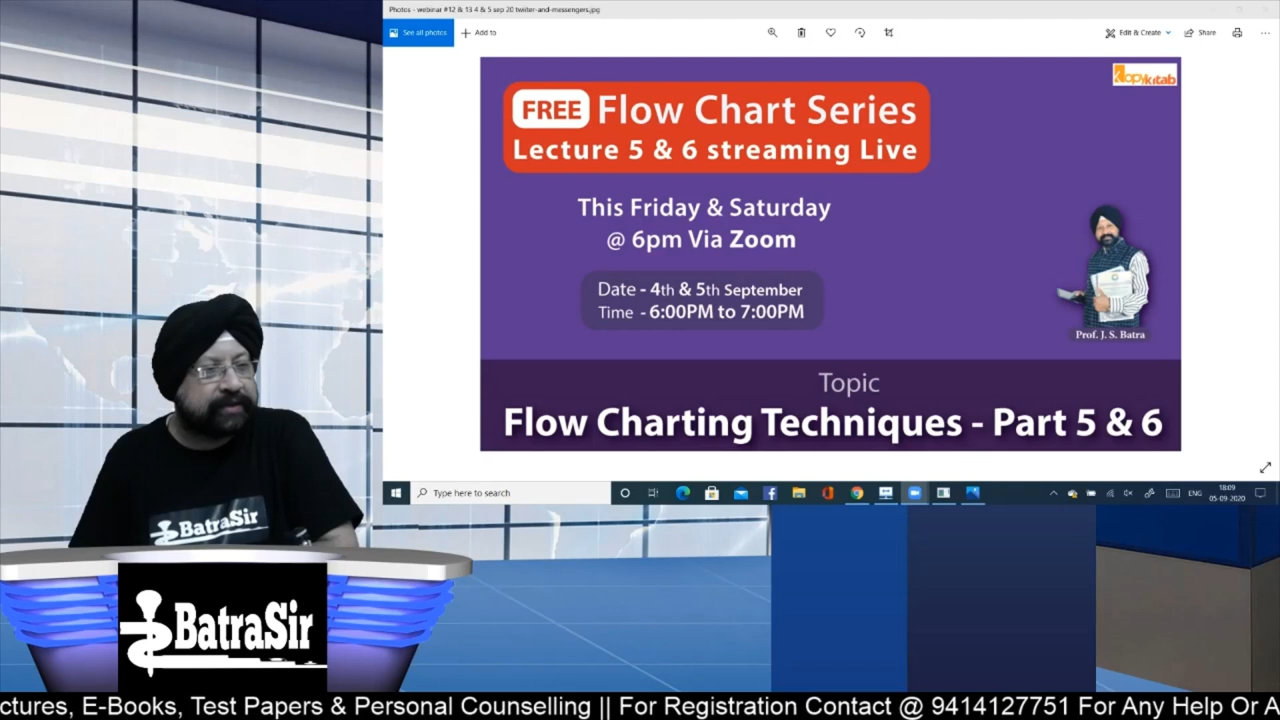 Photos - webinar #12 & 13 4 & 5 sep 20 twiiter-and-messengers.jpg
See all photos
Add to
Edit & Create
Share
Kopykitab
FREE Flow Chart Series
Lecture 5 & 6 streaming Live
This Friday & Saturday
@ 6pm Via Zoom
Date - 4th & 5th September
Time - 6:00PM to 7:00PM
Prof. J. S. Batra
Topic
Flow Charting Techniques - Part 5 & 6
Type here to search
ENG
18:09
05-09-2020
BatraSir
BatraSir
ctures, E-Books, Test Papers & Personal Counselling || For Registration Contact @ 9414127751 For Any Help Or A